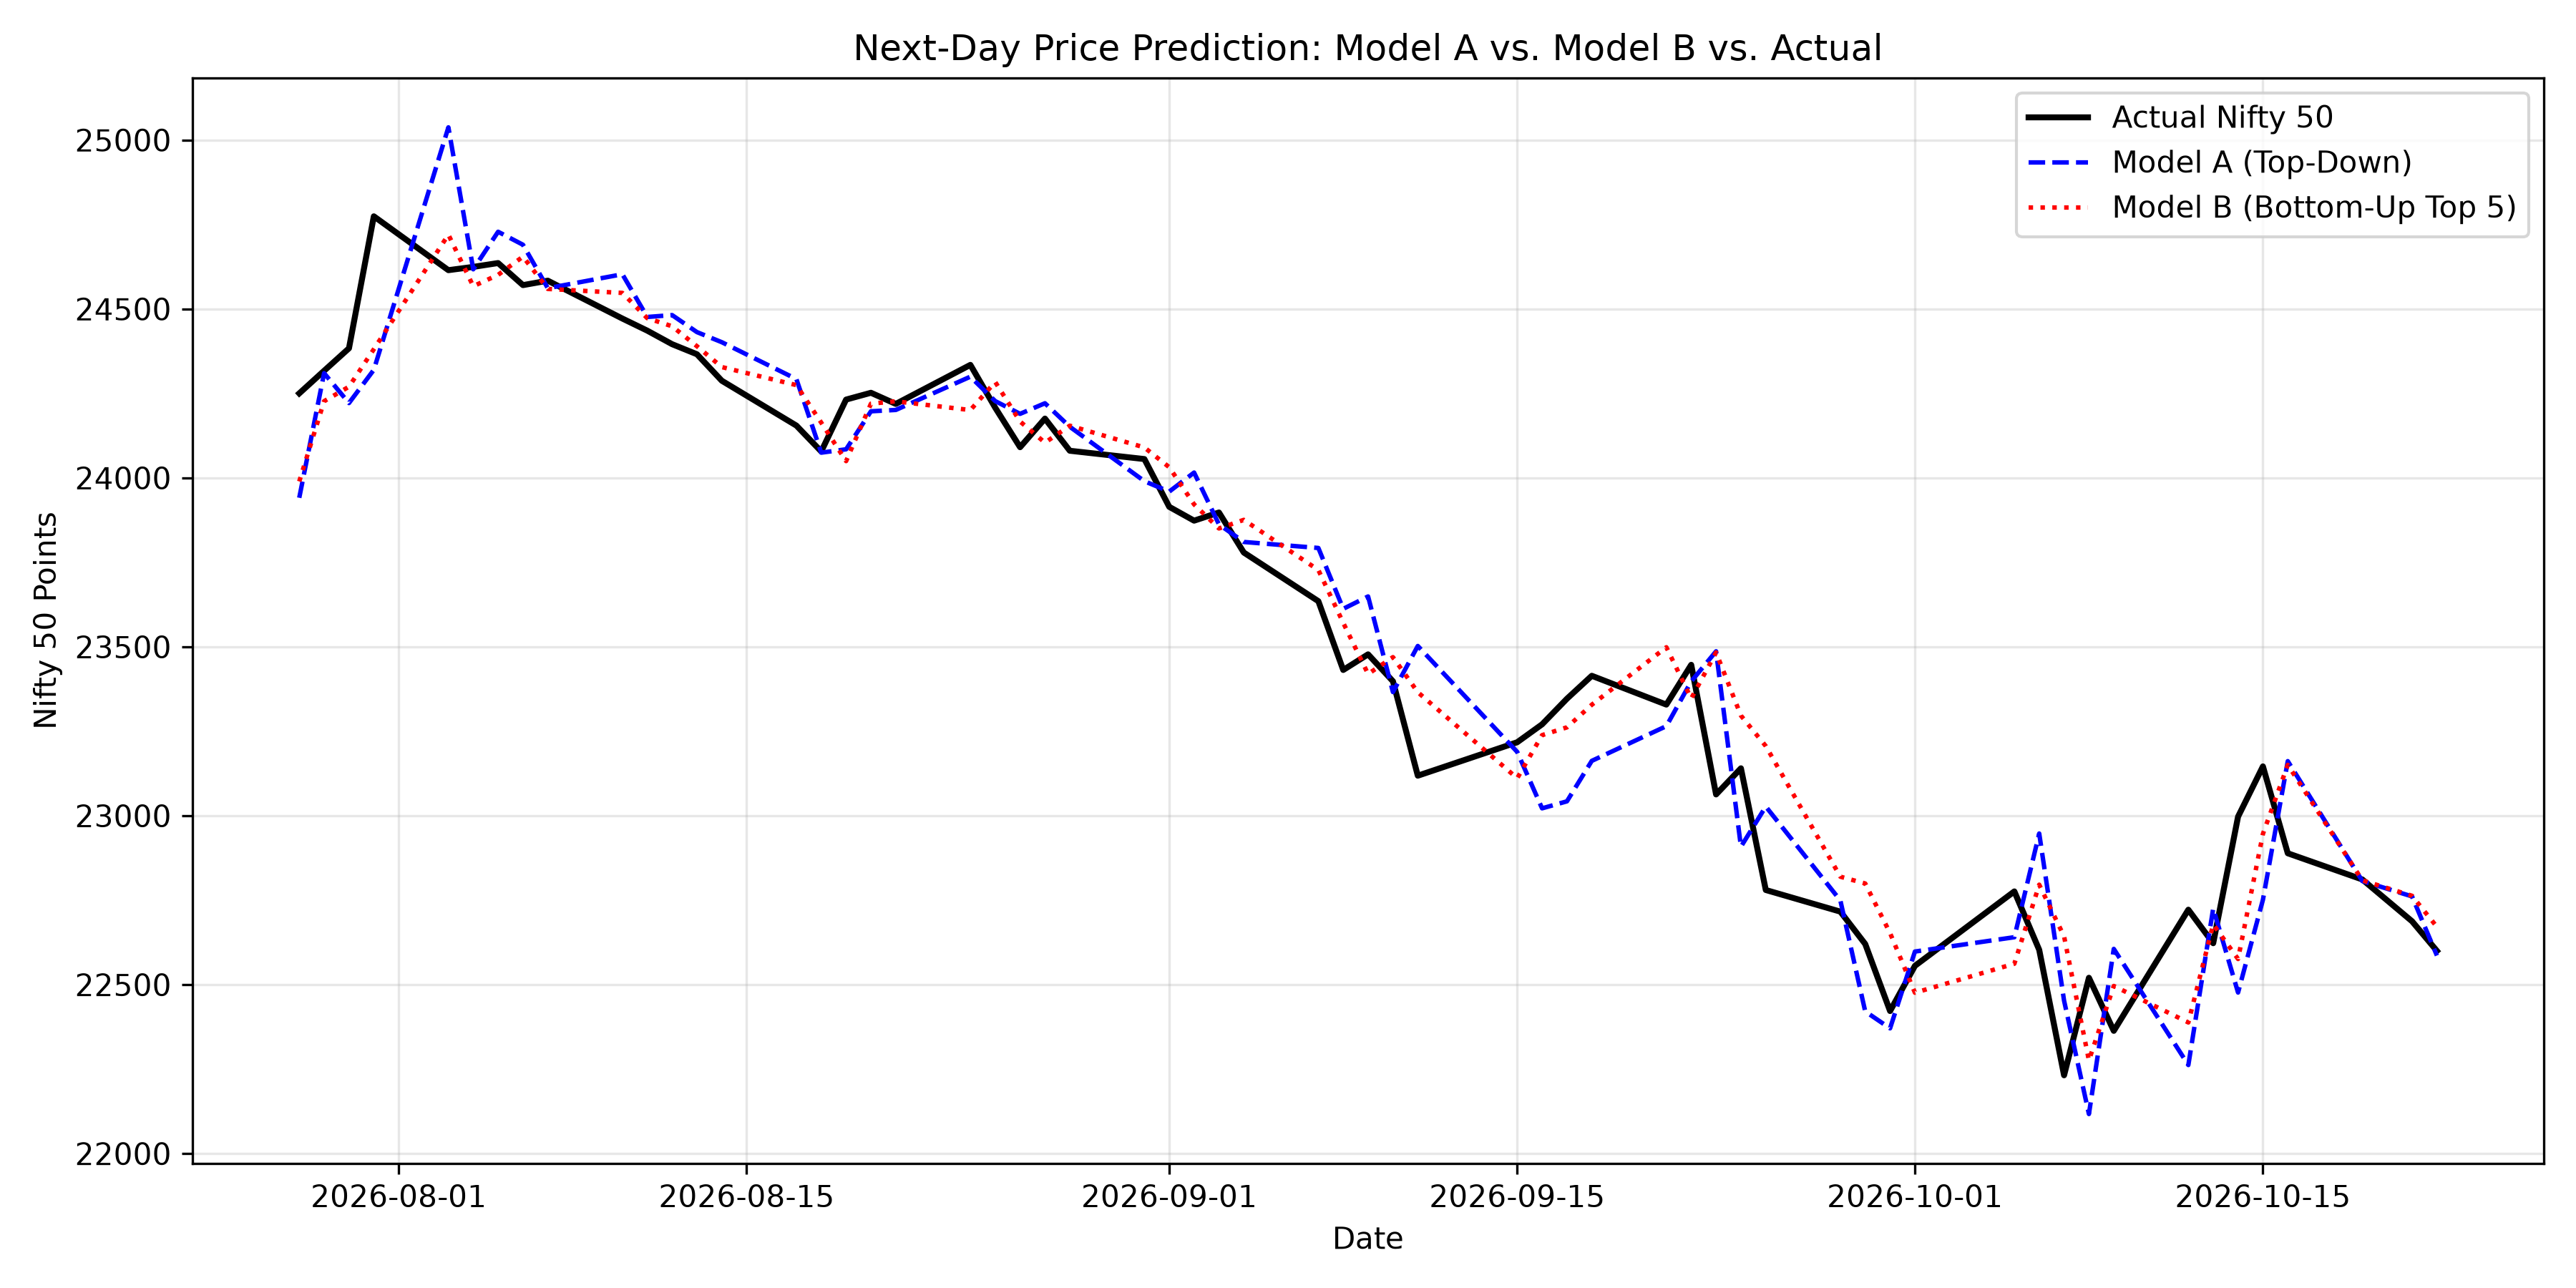 Next-Day Price Prediction: Model A vs. Model B vs. Actual
Actual Nifty 50
Model A (Top-Down)
Model B (Bottom-Up Top 5)
Nifty 50 Points
25000
24500
24000
23500
23000
22500
22000
2026-08-01
2026-08-15
2026-09-01
2026-09-15
2026-10-01
2026-10-15
Date